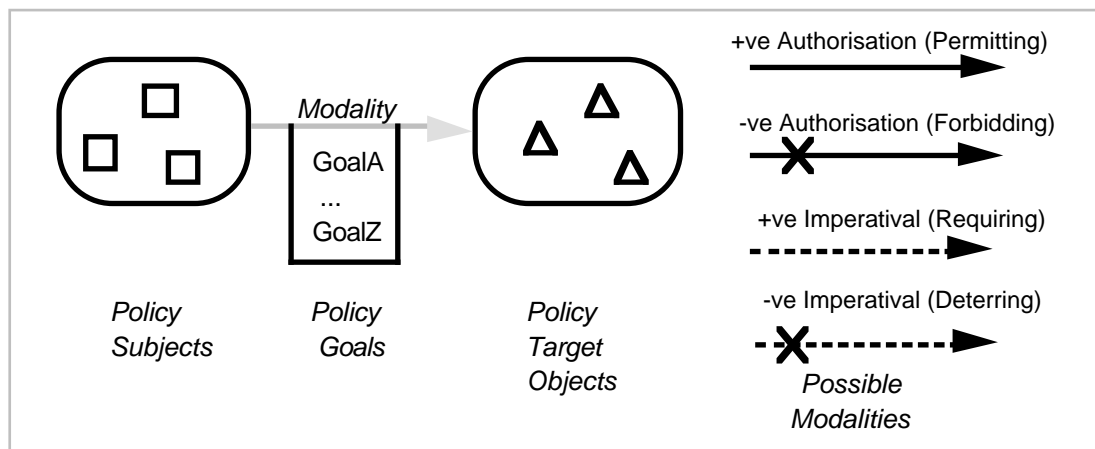 Modality
GoalA
...
GoalZ
Policy
Subjects
Policy
Goals
Policy
Target
Objects
+ve Authorisation (Permitting)
-ve Authorisation (Forbidding)
+ve Imperatival (Requiring)
-ve Imperatival (Deterring)
Possible
Modalities